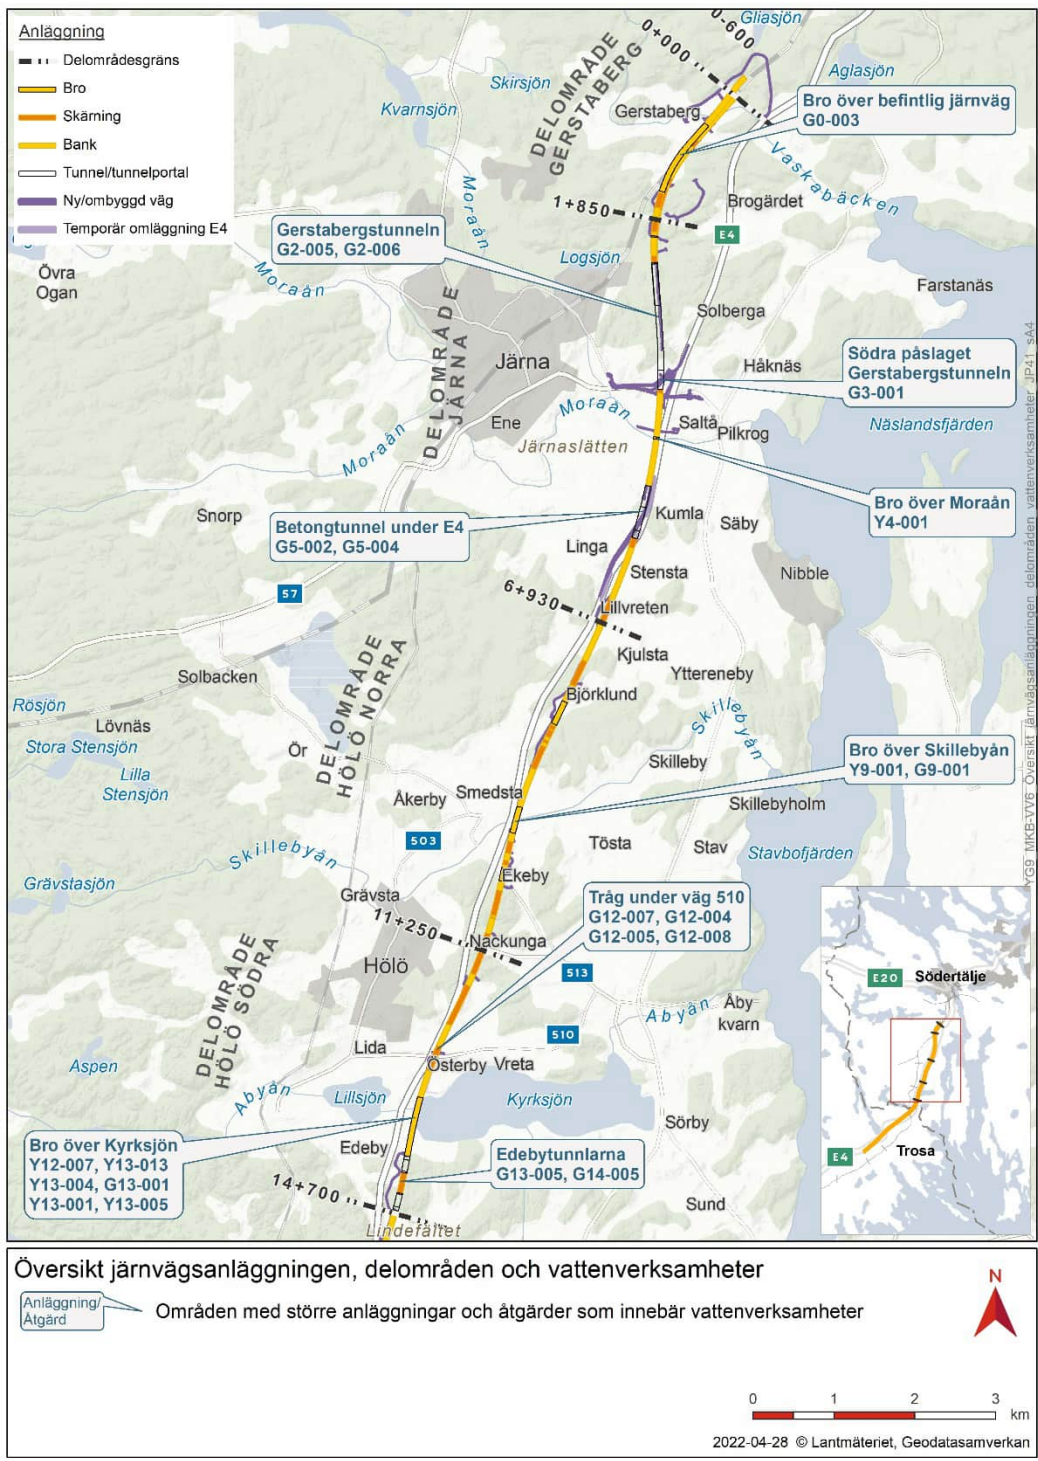 Anläggning
Delområdesgräns
Bro
Skärning
Bank
Tunnel/tunnelportal
Ny/ombyggd väg
Temporär omläggning E4
Gliasjön
0-600
0+000
DELOMRÅDE
GERSTABERG
Skirsjön
Aglasjön
Kvarnsjön
Gerstaberg
Bro över befintlig järnväg
G0-003
Vaskabäcken
Moraån
1+850
Brogärdet
Gerstabergstunneln
G2-005, G2-006
E4
Logsjön
Övra
Ogan
Moraån
Farstanäs
Solberga
DELOMRÅDE
JÄRNA
Järna
Håknäs
Södra påslaget
Gerstabergstunneln
G3-001
Moraån
Ene
Saltå
Pilkrog
Näslandsfjärden
Moraån
Järnaslätten
Bro över Moraån
Y4-001
Snorp
Betongtunnel under E4
G5-002, G5-004
Kumla
Säby
Linga
Stensta
Nibble
57
6+930
Lillvreten
DELOMRÅDE
HÖLÖ NORRA
Kjulsta
Solbacken
Yttereneby
Björklund
Rösjön
Lövnäs
Skillebyån
Stora Stensjön
Ör
Bro över Skillebyån
Y9-001, G9-001
Lilla
Stensjön
Skilleby
Smedsta
Åkerby
Skillebyholm
503
Tösta
Stav
Stavbofjärden
Skillebyån
Grävstasjön
Ekeby
Grävsta
Tråg under väg 510
G12-007, G12-004
G12-005, G12-008
11+250
Nackunga
DELOMRÅDE
HÖLÖ SÖDRA
Hölö
513
E20
Södertälje
Åby
kvarn
Åbyån
510
Lida
Österby
Vreta
Aspen
Åbyån
Lillsjön
Kyrksjön
Sörby
Bro över Kyrksjön
Y12-007, Y13-013
Y13-004, G13-001
Y13-001, Y13-005
Edeby
Edebytunnlarna
G13-005, G14-005
E4
Trosa
14+700
Sund
Lindefältet
YG9_MKB-VV6_Översikt järnvägsanläggningen delområden vattenverksamheter_JP41_sA4
Översikt järnvägsanläggningen, delområden och vattenverksamheter
Anläggning/
Åtgärd
Områden med större anläggningar och åtgärder som innebär vattenverksamheter
N
0 1 2 3
km
2022-04-28 © Lantmäteriet, Geodatasamverkan